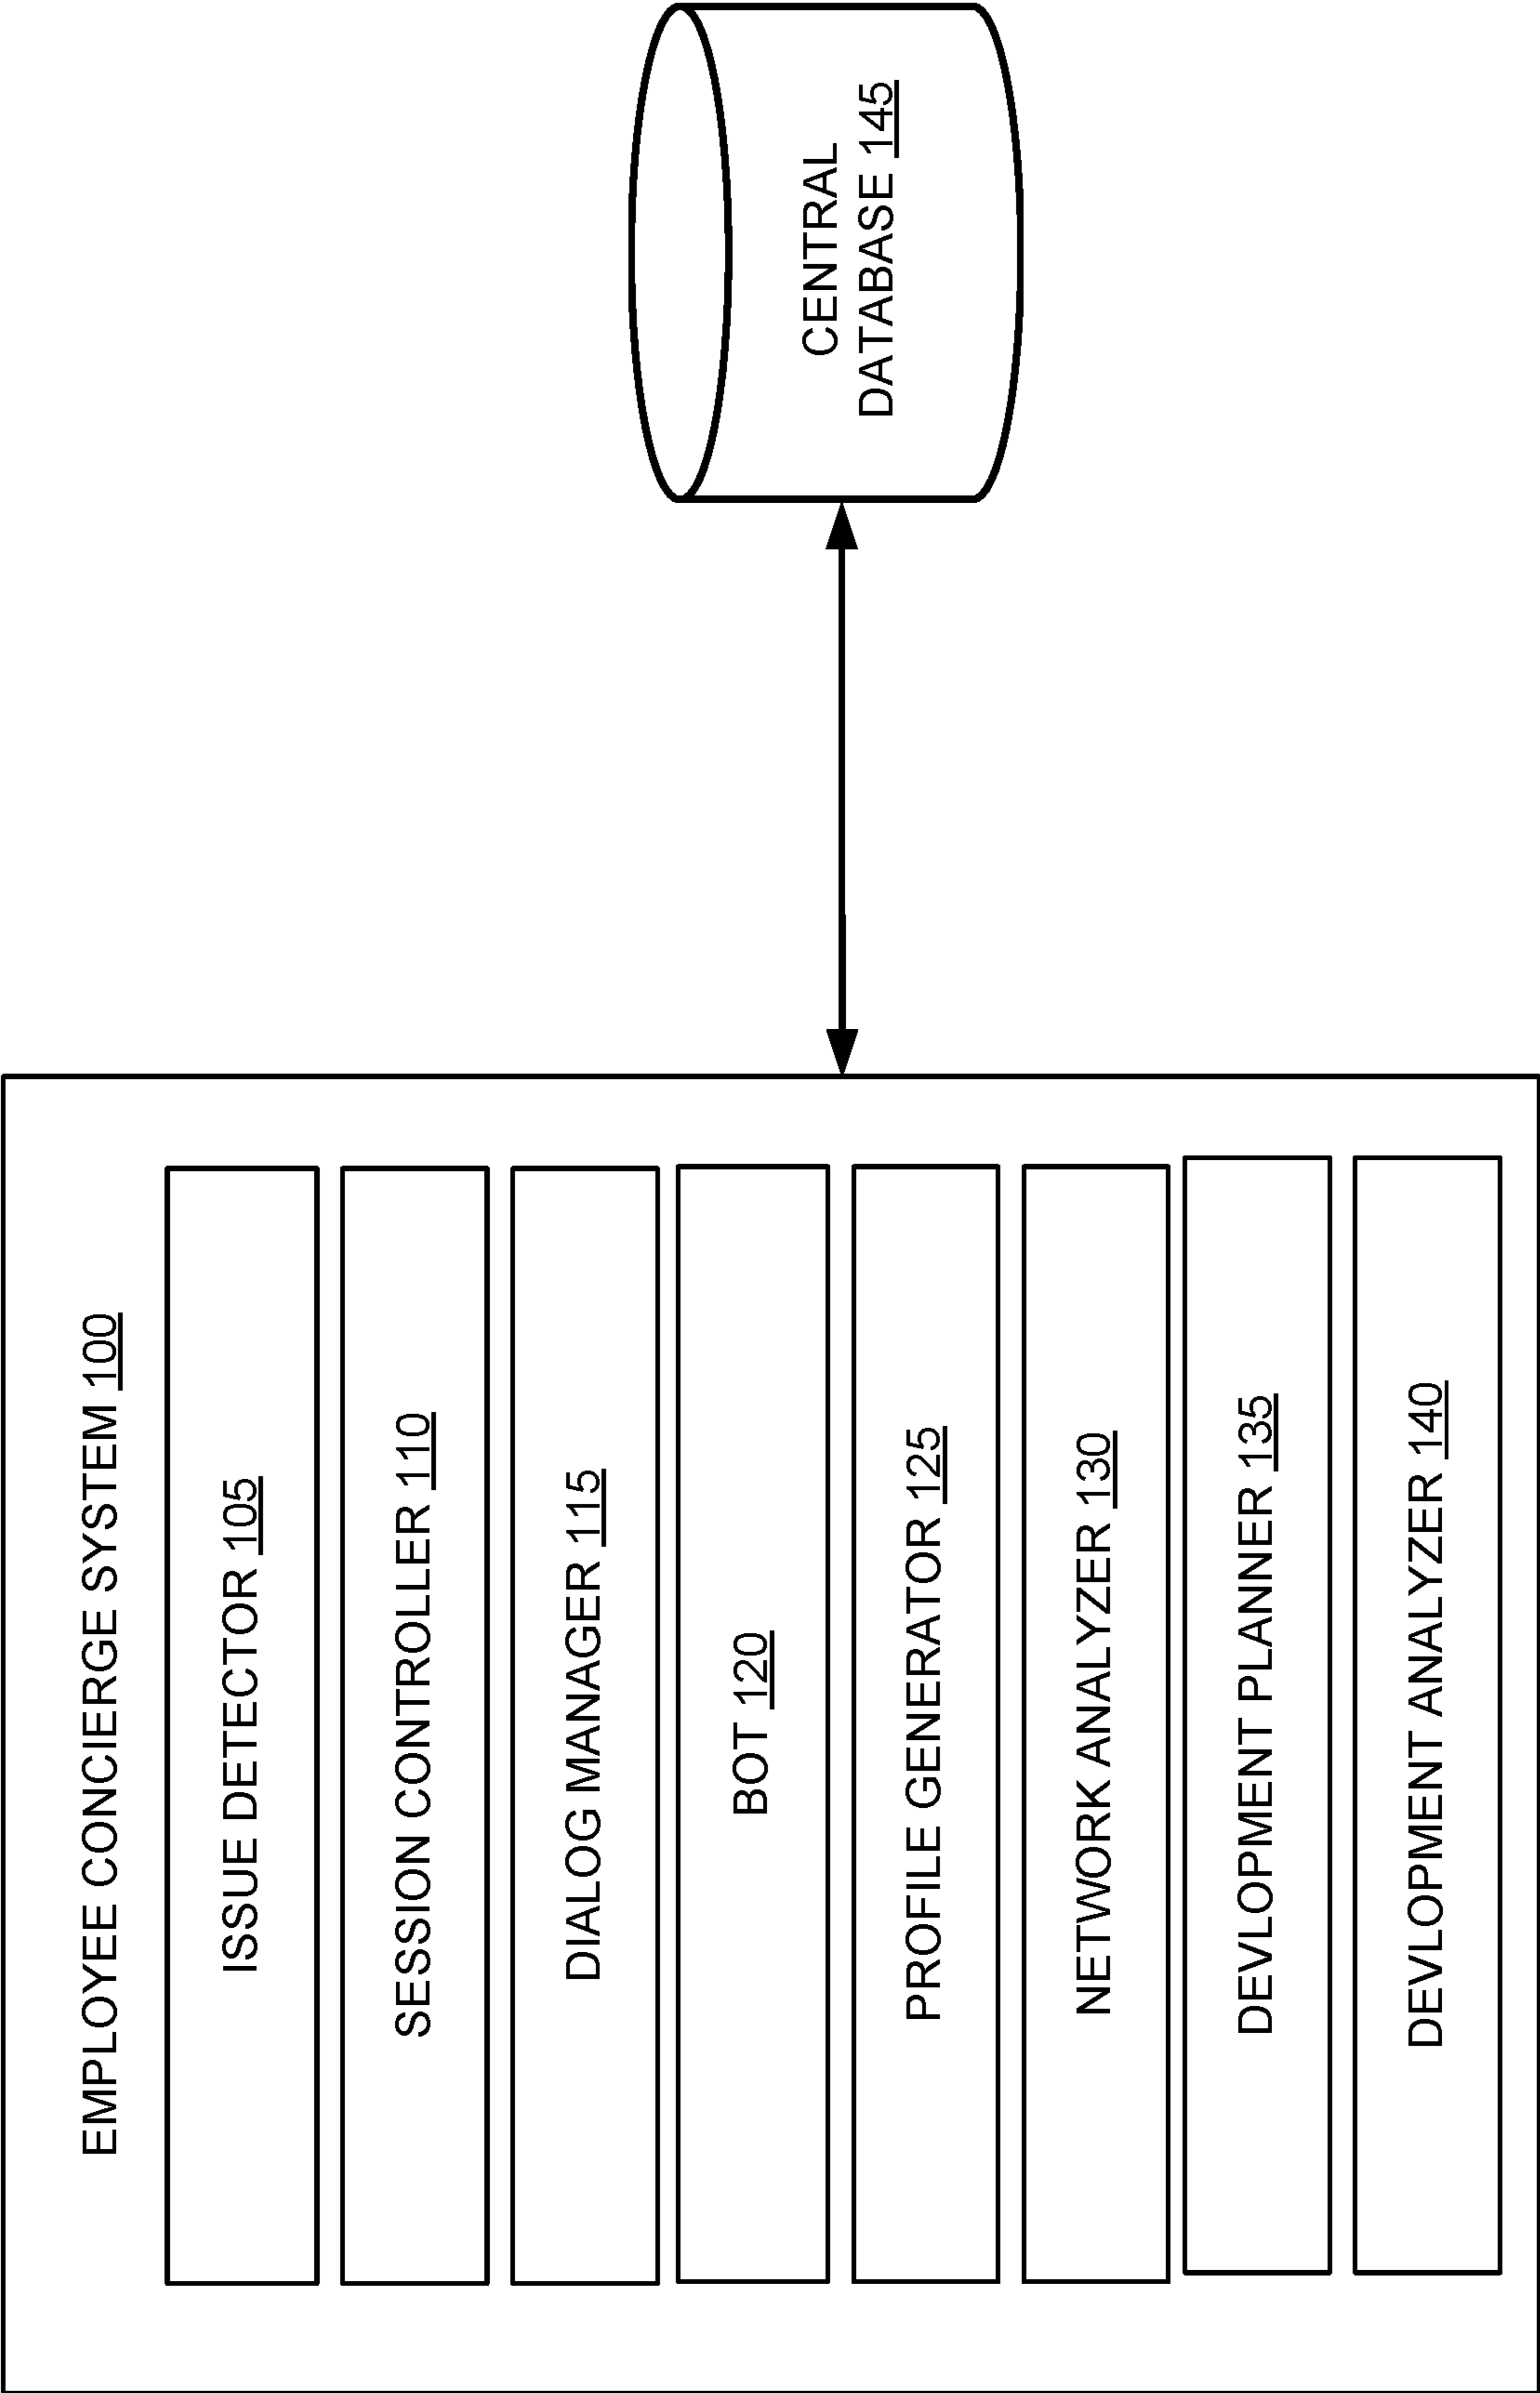 EMPLOYEE CONCIERGE SYSTEM 100
ISSUE DETECTOR 105
SESSION CONTROLLER 110
DIALOG MANAGER 115
BOT 120
PROFILE GENERATOR 125
NETWORK ANALYZER 130
DEVLOPMENT PLANNER 135
DEVLOPMENT ANALYZER 140
CENTRAL
DATABASE 145